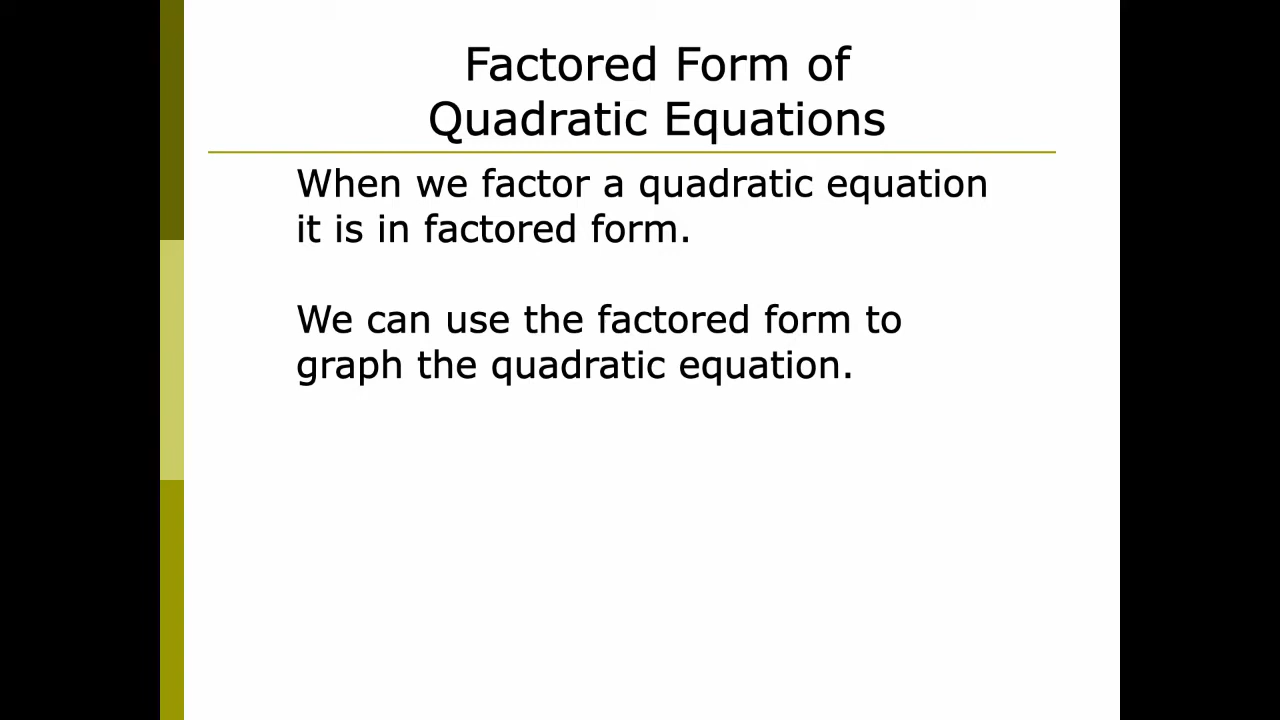 Factored Form of
Quadratic Equations
When we factor a quadratic equation
it is in factored form.
We can use the factored form to
graph the quadratic equation.